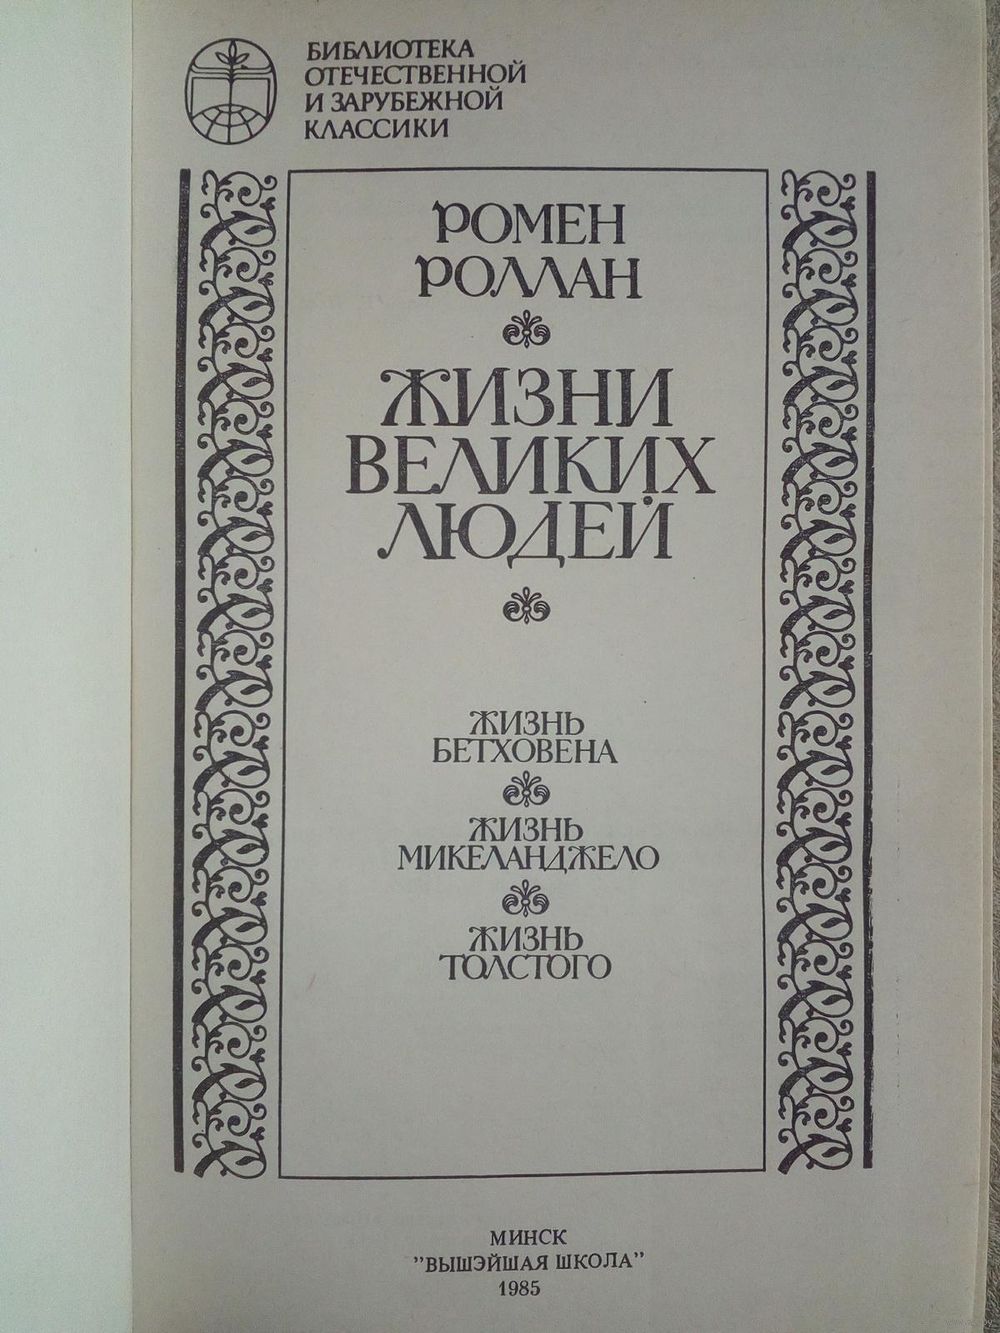 БИБЛИОТЕКА
ОТЕЧЕСТВЕННОЙ
И ЗАРУБЕЖНОЙ
КЛАССИКИ
РОМЕН
РОЛЛАН
ЖИЗНИ
ВЕЛИКИХ
ЛЮДЕЙ
ЖИЗНЬ
БЕТХОВЕНА
ЖИЗНЬ
МИКЕЛАНДЖЕЛО
ЖИЗНЬ
ТОЛСТОГО
МИНСК
"ВЫШЭЙШАЯ ШКОЛА"
1985